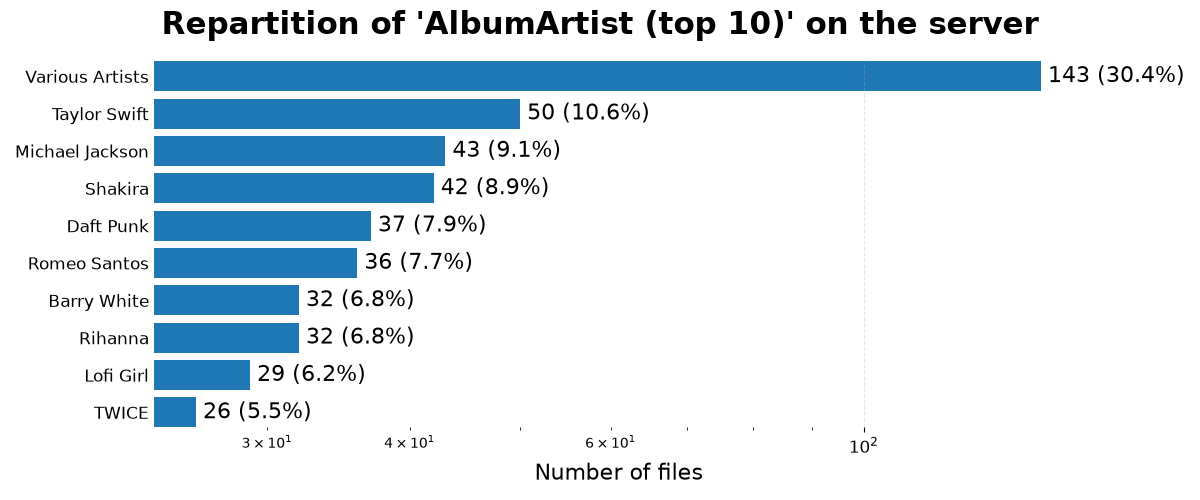 Repartition of 'AlbumArtist (top 10)' on the server
Various Artists 143 (30.4%)
Taylor Swift 50 (10.6%)
Michael Jackson 43 (9.1%)
Shakira 42 (8.9%)
Daft Punk 37 (7.9%)
Romeo Santos 36 (7.7%)
Barry White 32 (6.8%)
Rihanna 32 (6.8%)
Lofi Girl 29 (6.2%)
TWICE 26 (5.5%)
3 × 10¹ 4 × 10¹ 6 × 10¹ 10²
Number of files